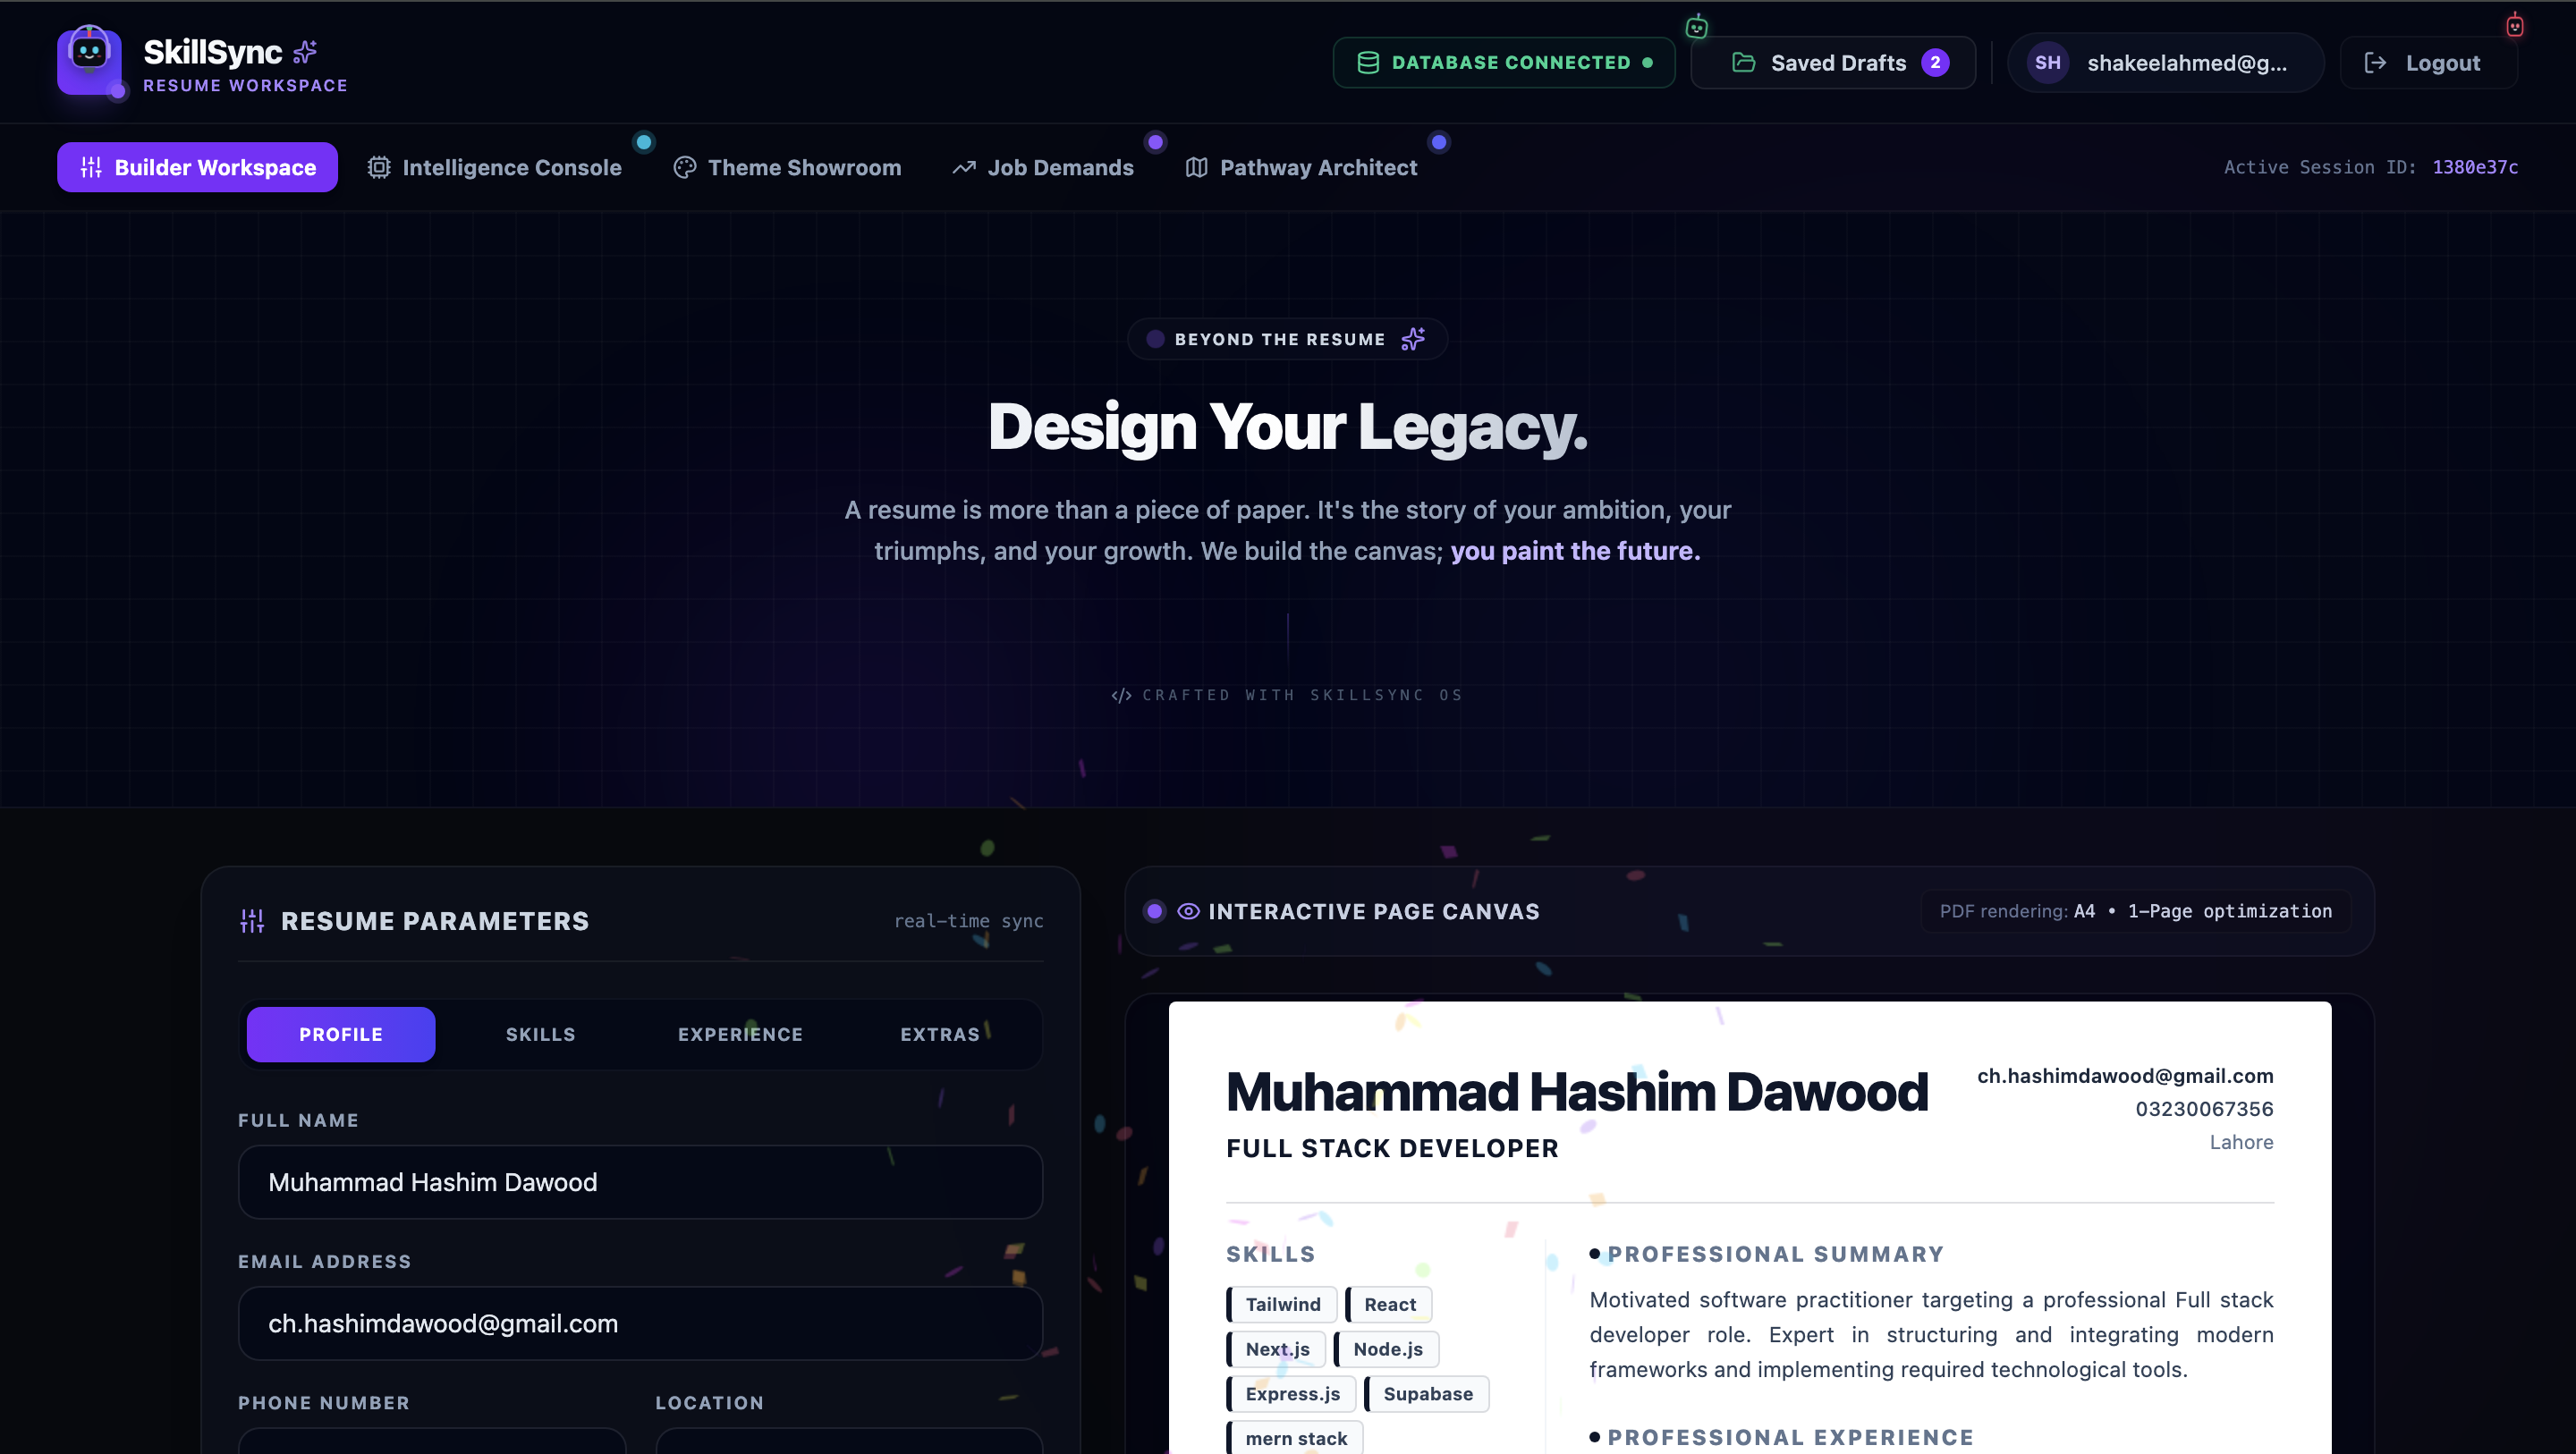 SkillSync
RESUME WORKSPACE
DATABASE CONNECTED
Saved Drafts 2
SH shakeelahmed@g...
Logout
Builder Workspace
Intelligence Console
Theme Showroom
Job Demands
Pathway Architect
Active Session ID: 1380e37c
BEYOND THE RESUME
Design Your Legacy.
A resume is more than a piece of paper. It's the story of your ambition, your
triumphs, and your growth. We build the canvas; you paint the future.
</> CRAFTED WITH SKILLSYNC OS
RESUME PARAMETERS
real-time sync
PROFILE
SKILLS
EXPERIENCE
EXTRAS
FULL NAME
Muhammad Hashim Dawood
EMAIL ADDRESS
ch.hashimdawood@gmail.com
PHONE NUMBER
LOCATION
INTERACTIVE PAGE CANVAS
PDF rendering: A4 • 1-Page optimization
Muhammad Hashim Dawood
FULL STACK DEVELOPER
ch.hashimdawood@gmail.com
03230067356
Lahore
SKILLS
Tailwind
React
Next.js
Node.js
Express.js
Supabase
mern stack
PROFESSIONAL SUMMARY
Motivated software practitioner targeting a professional Full stack
developer role. Expert in structuring and integrating modern
frameworks and implementing required technological tools.
PROFESSIONAL EXPERIENCE